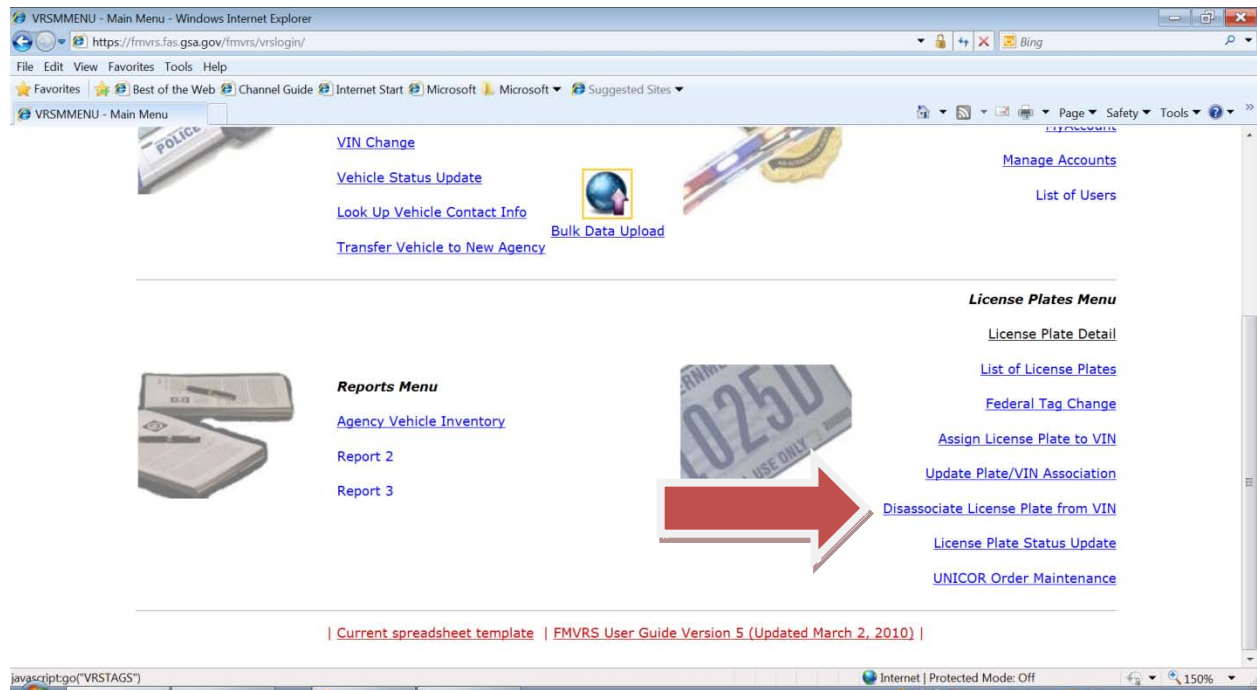 VRSMMENU - Main Menu - Windows Internet Explorer
https://fmvrs.fas.gsa.gov/fmvrs/vrslogin/
Bing
File Edit View Favorites Tools Help
Favorites Best of the Web Channel Guide Internet Start Microsoft Microsoft Suggested Sites
VRSMMENU - Main Menu
Page Safety Tools
POLICE
MyAccount
VIN Change
Manage Accounts
Vehicle Status Update
List of Users
Look Up Vehicle Contact Info
Bulk Data Upload
Transfer Vehicle to New Agency
License Plates Menu
License Plate Detail
List of License Plates
Reports Menu
Federal Tag Change
Agency Vehicle Inventory
025D
Assign License Plate to VIN
Report 2
USE ONLY
Update Plate/VIN Association
Report 3
Disassociate License Plate from VIN
License Plate Status Update
UNICOR Order Maintenance
| Current spreadsheet template | FMVRS User Guide Version 5 (Updated March 2, 2010) |
javascript:go("VRSTAGS")
Internet | Protected Mode: Off
150%